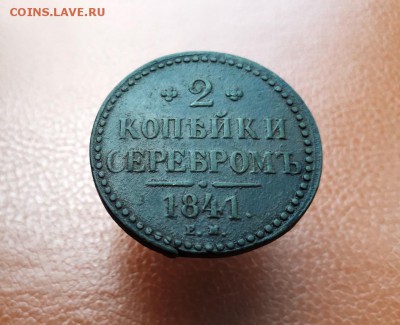 COINS.LAVE.RU
2
КОПѢЙКИ
СЕРЕБРОМЪ
1841.
Е.М.